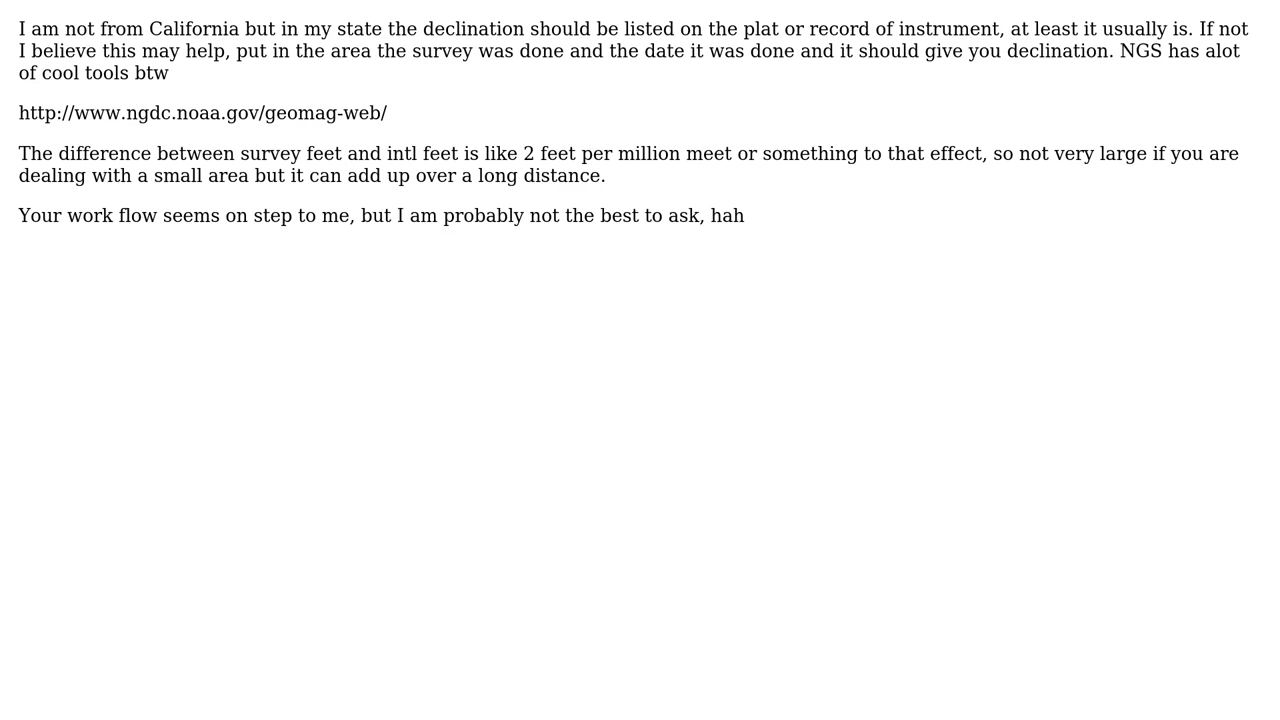 I am not from California but in my state the declination should be listed on the plat or record of instrument, at least it usually is. If not
I believe this may help, put in the area the survey was done and the date it was done and it should give you declination. NGS has alot
of cool tools btw
http://www.ngdc.noaa.gov/geomag-web/
The difference between survey feet and intl feet is like 2 feet per million meet or something to that effect, so not very large if you are
dealing with a small area but it can add up over a long distance.
Your work flow seems on step to me, but I am probably not the best to ask, hah